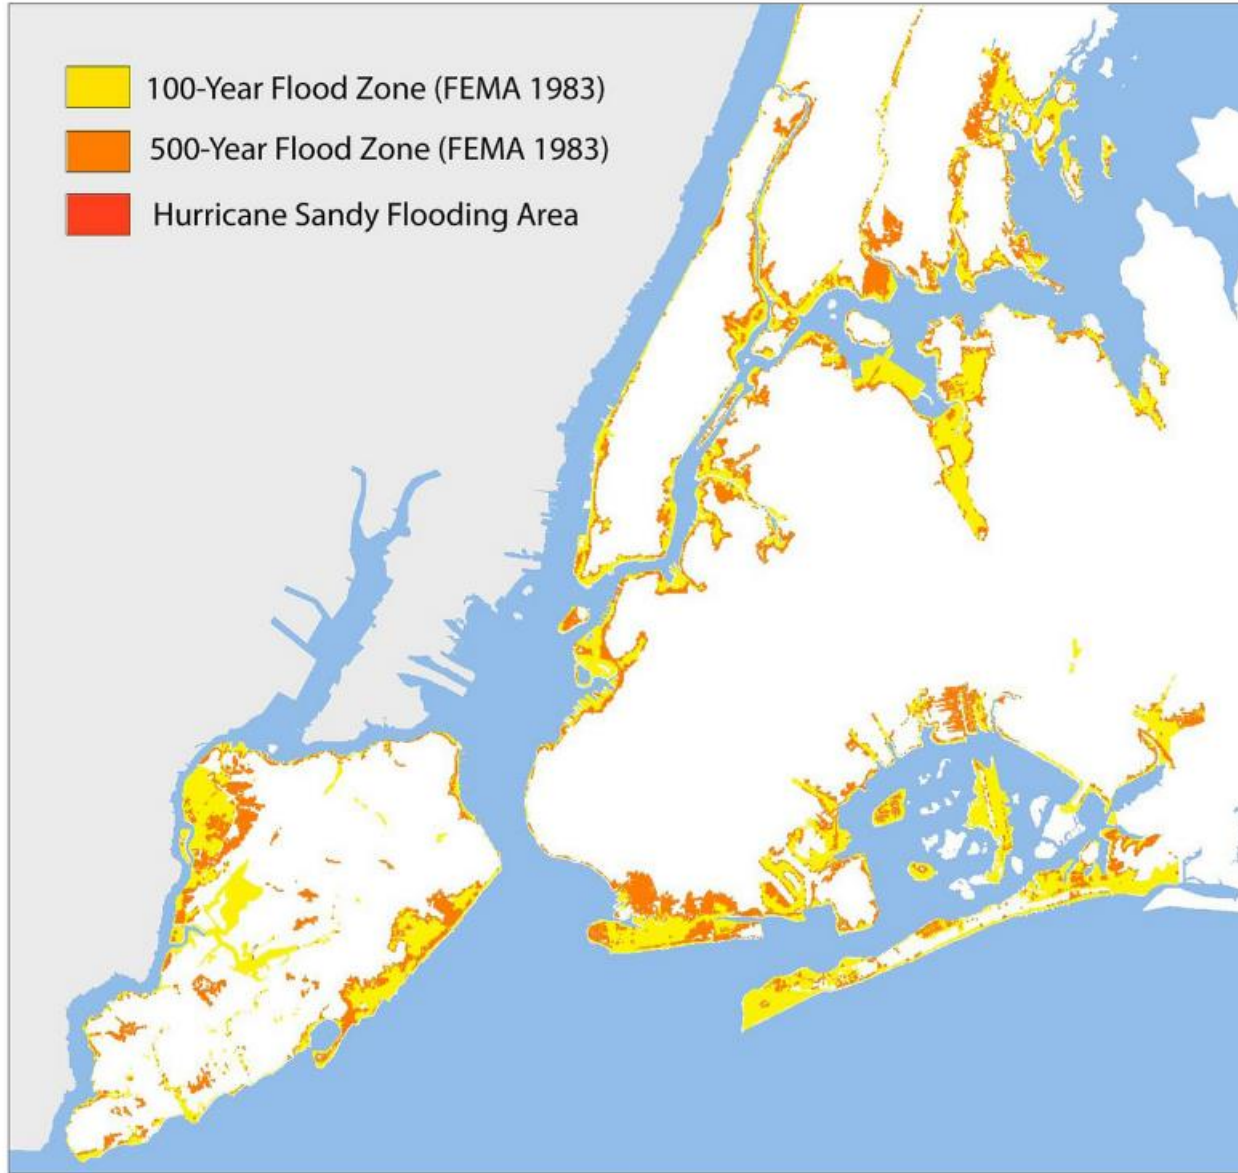 100-Year Flood Zone (FEMA 1983)
500-Year Flood Zone (FEMA 1983)
Hurricane Sandy Flooding Area